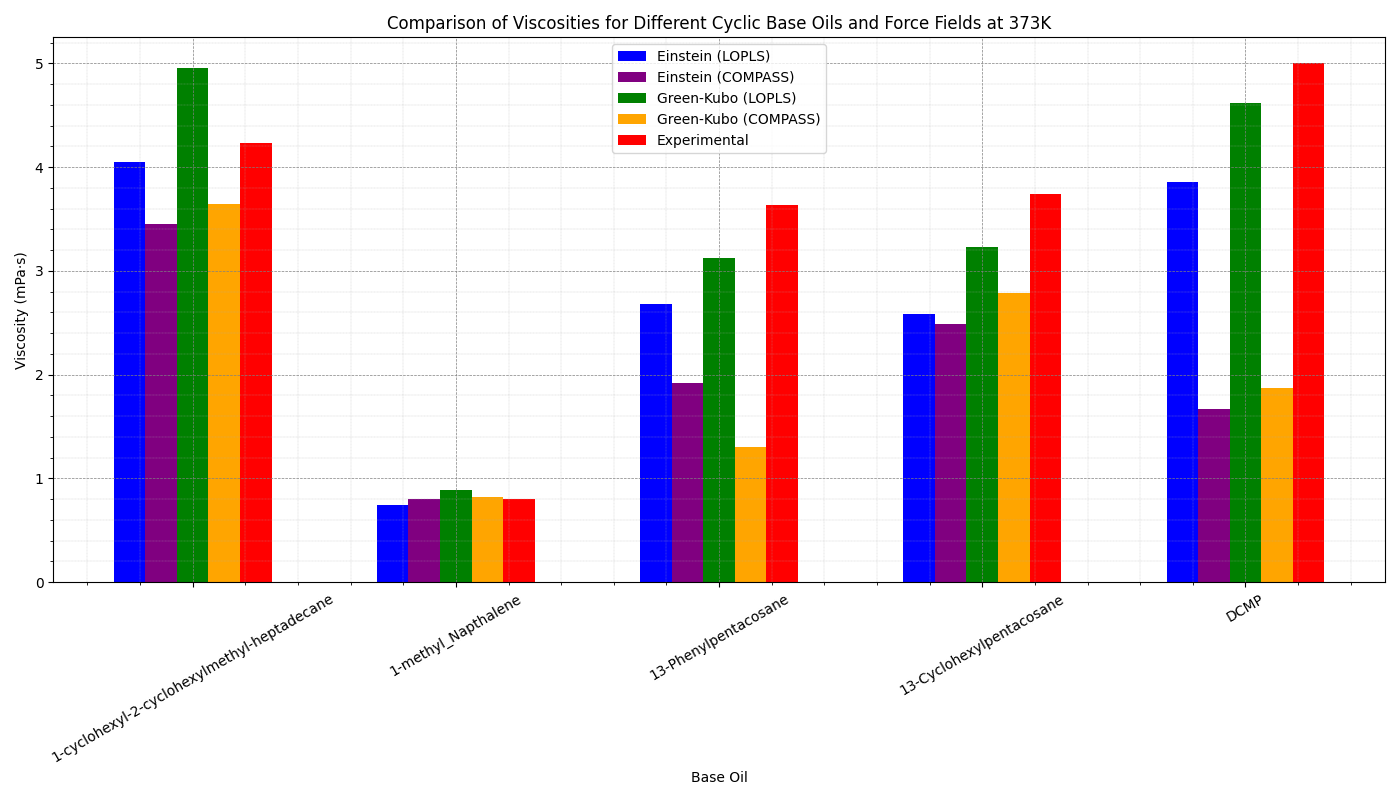 Comparison of Viscosities for Different Cyclic Base Oils and Force Fields at 373K
Einstein (LOPLS)
Einstein (COMPASS)
Green-Kubo (LOPLS)
Green-Kubo (COMPASS)
Experimental
Viscosity (mPa·s)
5
4
3
2
1
0
1-cyclohexyl-2-cyclohexylmethyl-heptadecane
1-methyl_Napthalene
13-Phenylpentacosane
13-Cyclohexylpentacosane
DCMP
Base Oil